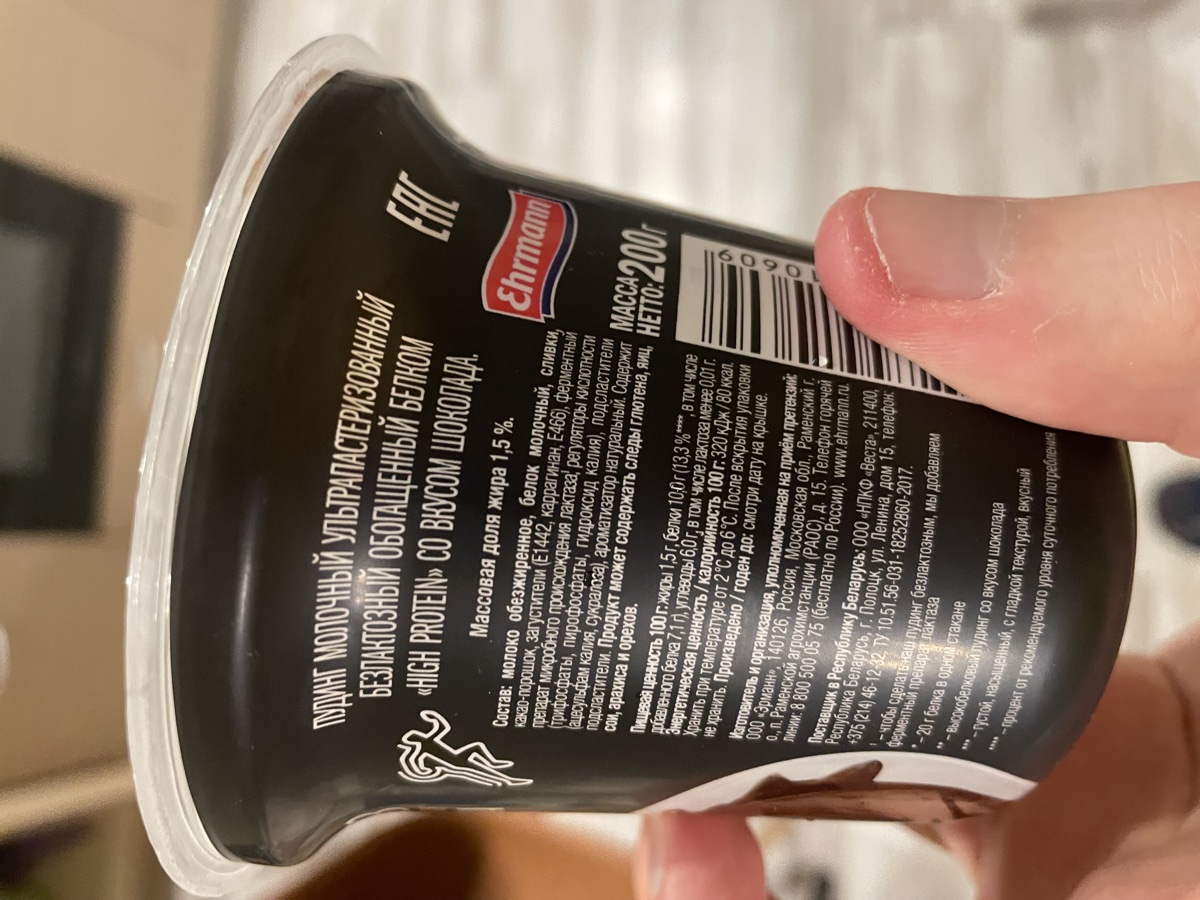 ПУДИНГ МОЛОЧНЫЙ УЛЬТРАПАСТЕРИЗОВАННЫЙ
БЕЗЛАКТОЗНЫЙ ОБОГАЩЕННЫЙ БЕЛКОМ
«HIGH PROTEIN» СО ВКУСОМ ШОКОЛАДА.
EAC
Массовая доля жира 1,5 %.
Состав: молоко обезжиренное, белок молочный, сливки,
какао-порошок, загустители (Е1442, каррагинан, Е466), ферментный
препарат микробного происхождения лактаза¹, регуляторы кислотности
(трифосфаты, пирофосфаты, гидроксид калия), подсластители
(ацесульфам калия, сукралоза), ароматизатор натуральный. Содержит
подсластители. Продукт может содержать следы глютена, яиц,
сои, арахиса и орехов.
Ehrmann
МАССА
НЕТТО: 200 г
Пищевая ценность 100 г: жиры 1,5 г, белки 10,0 г (13,3 %****, в том числе
добавленного белка 7,1 г), углеводы 6,0 г, в том числе лактоза менее 0,01 г.
Энергетическая ценность / калорийность 100 г: 320 кДж / 80 ккал.
Хранить при температуре от 2°С до 6°С. После вскрытия упаковки
не хранить. Произведено / годен до: смотри дату на крышке.
Изготовитель и организация, уполномоченная на приём претензий:
ООО «Эрманн», 140126, Россия, Московская обл., Раменский г.
о., п. Раменской агрохимстанции (РАОС), д. 15. Телефон горячей
линии: 8 800 500 05 75 (бесплатно по России). www.ehrmann.ru.
Поставщик в Республику Беларусь: ООО «НПКФ «Веста», 211400,
Республика Беларусь, г. Полоцк, ул. Ленина, дом 15, телефон:
+375 (214) 46-12-32. ТУ 10.51.56-031-18252860-2017.
¹ – чтобы сделать наш пудинг безлактозным, мы добавляем
ферментный препарат лактаза
* – 20 г белка в одном стакане
** – высокобелковый пудинг со вкусом шоколада
*** – густой, насыщенный, с гладкой текстурой, вкусный
**** – процент от рекомендуемого уровня суточного потребления